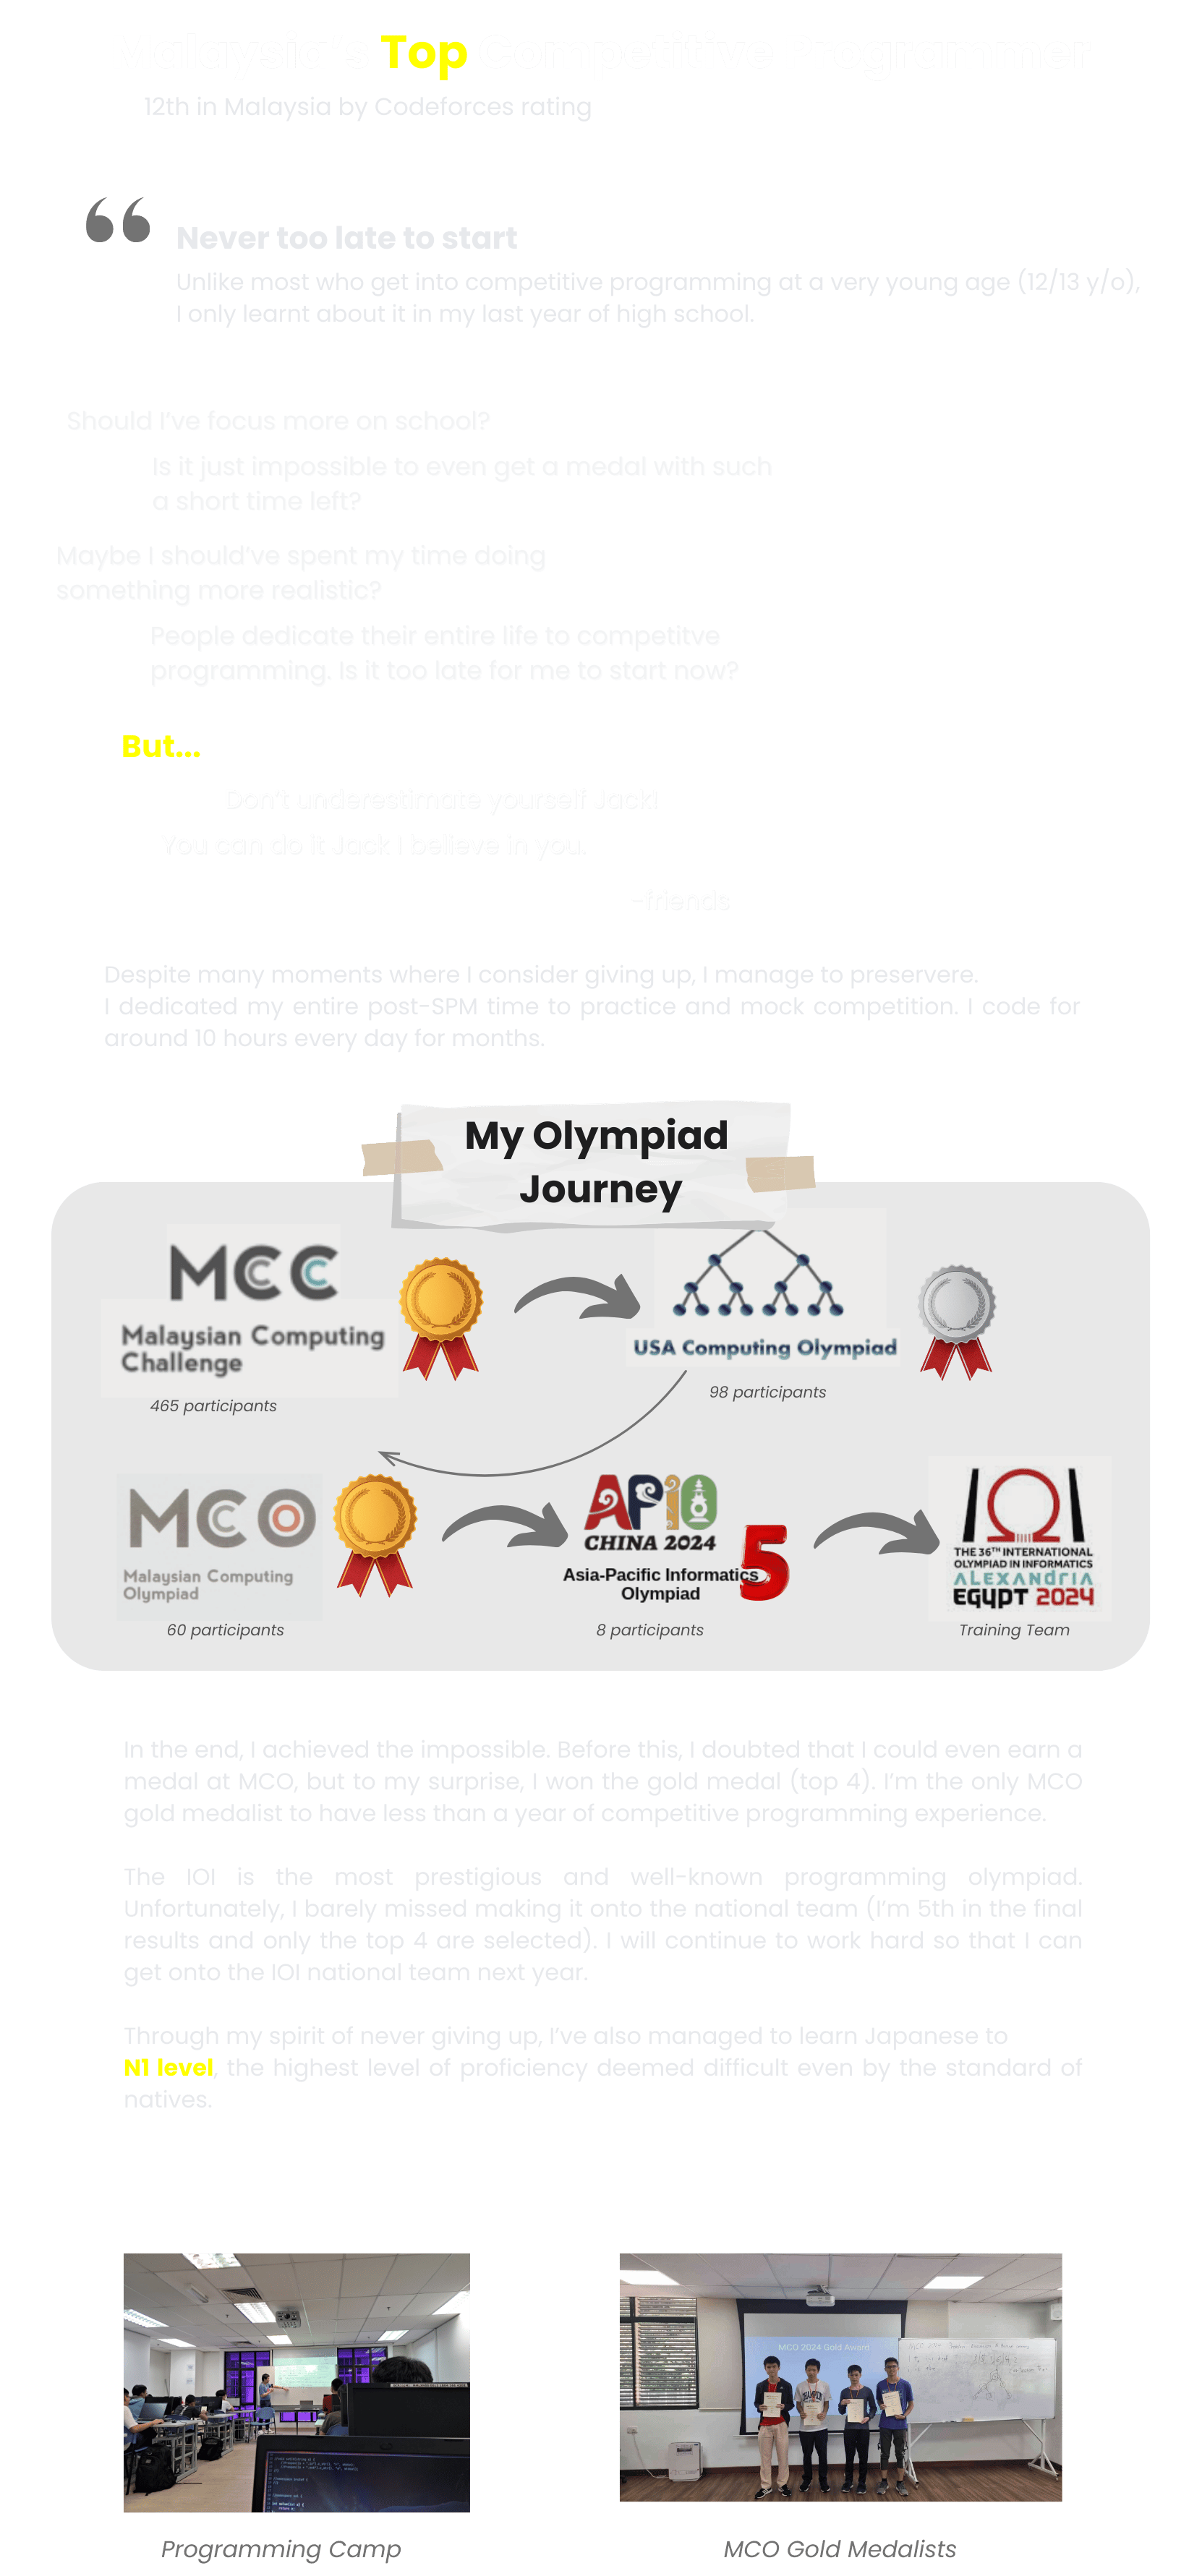 Malaysia's Top Competitive Programmer
12th in Malaysia by Codeforces rating
Never too late to start
Unlike most who get into competitive programming at a very young age (12/13 y/o),
I only learnt about it in my last year of high school.
Should I've focus more on school?
Is it just impossible to even get a medal with such
a short time left?
Maybe I should've spent my time doing
something more realistic?
People dedicate their entire life to competitve
programming. Is it too late for me to start now?
But...
Don't underestimate yourself Jack!
You can do it Jack I believe in you.
-friends
Despite many moments where I consider giving up, I manage to preservere.
I dedicated my entire post-SPM time to practice and mock competition. I code for
around 10 hours every day for months.
My Olympiad
Journey
MCC
Malaysian Computing
Challenge
465 participants
USA Computing Olympiad
98 participants
MCO
Malaysian Computing
Olympiad
60 participants
APIO
CHINA 2024
Asia-Pacific Informatics
Olympiad
5
8 participants
THE 36TH INTERNATIONAL
OLYMPIAD IN INFORMATICS
ALEXANDRIA
EGYPT 2024
Training Team
In the end, I achieved the impossible. Before this, I doubted that I could even earn a
medal at MCO, but to my surprise, I won the gold medal (top 4). I'm the only MCO
gold medalist to have less than a year of competitive programming experience.
The IOI is the most prestigious and well-known programming olympiad.
Unfortunately, I barely missed making it onto the national team (I'm 5th in the final
results and only the top 4 are selected). I will continue to work hard so that I can
get onto the IOI national team next year.
Through my spirit of never giving up, I've also managed to learn Japanese to
N1 level, the highest level of proficiency deemed difficult even by the standard of
natives.
MCO 2024 Gold Award
Programming Camp
MCO Gold Medalists